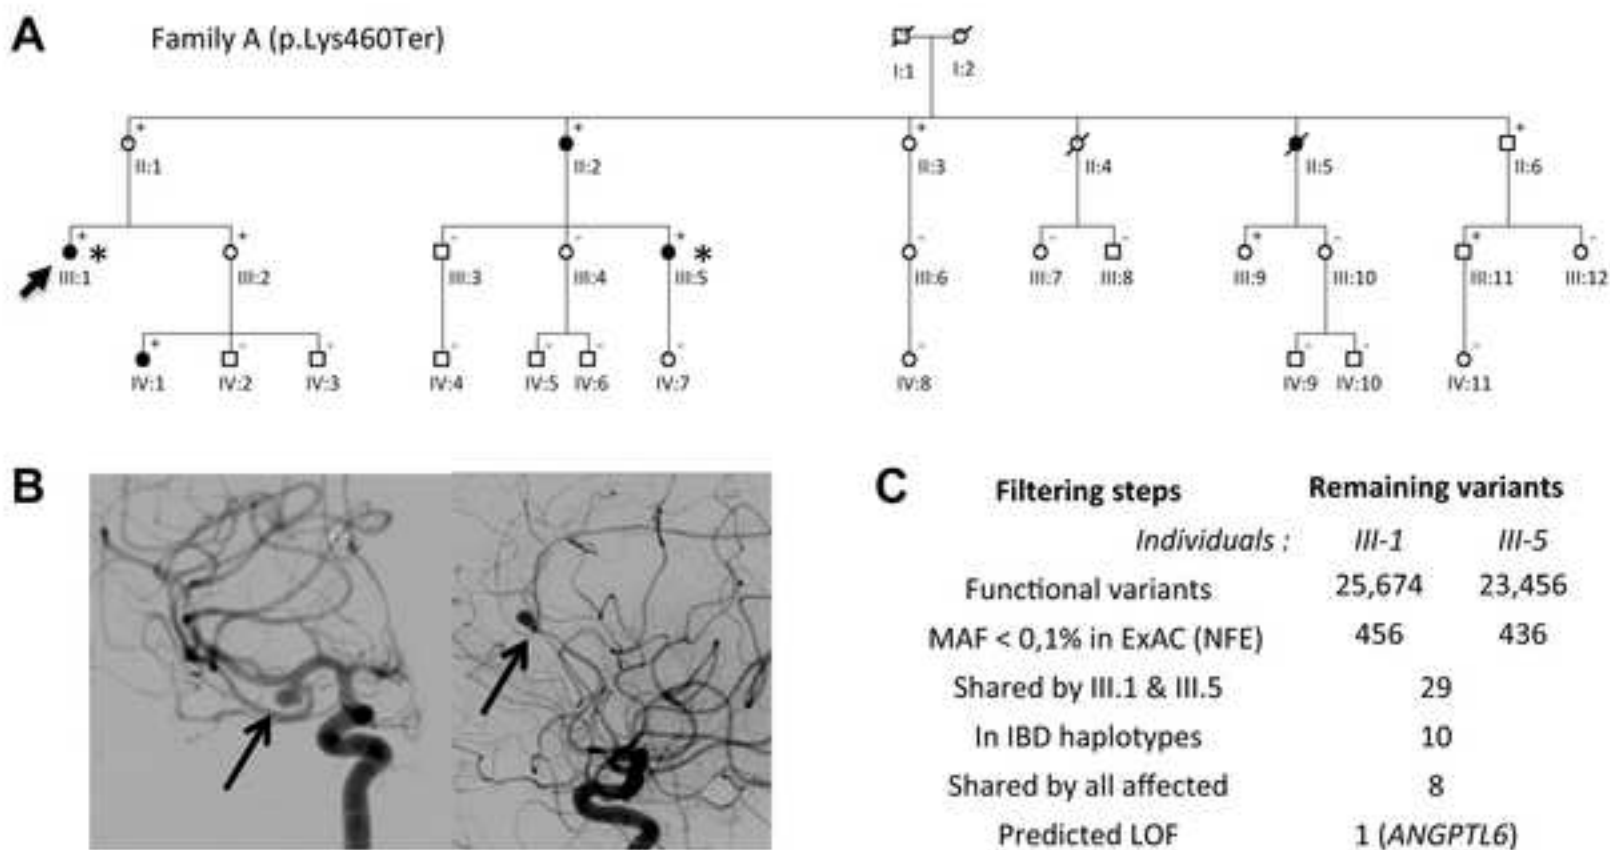 A
Family A (p.Lys460Ter)
I:1 I:2
+ + + +
II:1 II:2 II:3 II:4 II:5 II:6
+ + - - + - - - + - + -
* *
III:1 III:2 III:3 III:4 III:5 III:6 III:7 III:8 III:9 III:10 III:11 III:12
+ - - - - - - - - - -
IV:1 IV:2 IV:3 IV:4 IV:5 IV:6 IV:7 IV:8 IV:9 IV:10 IV:11
B
C
Filtering steps Remaining variants
Individuals : III-1 III-5
Functional variants 25,674 23,456
MAF < 0,1% in ExAC (NFE) 456 436
Shared by III.1 & III.5 29
In IBD haplotypes 10
Shared by all affected 8
Predicted LOF 1 (ANGPTL6)